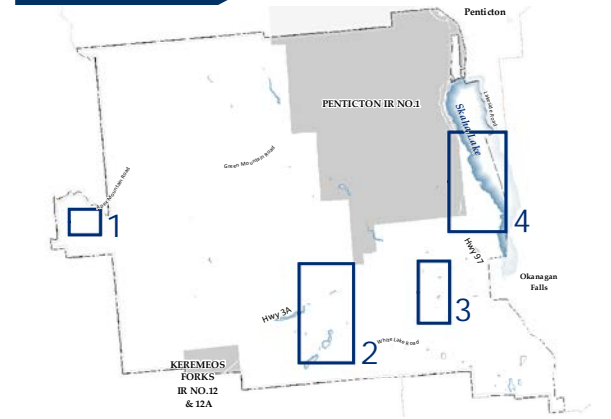 Penticton
PENTICTON IR NO.1
Skaha Lake
Lakeside Road
Green Mountain Road
1
4
Hwy 97
Okanagan
Falls
3
Hwy 3A
2
White Lake Road
KEREMEOS
FORKS
IR NO.12
& 12A